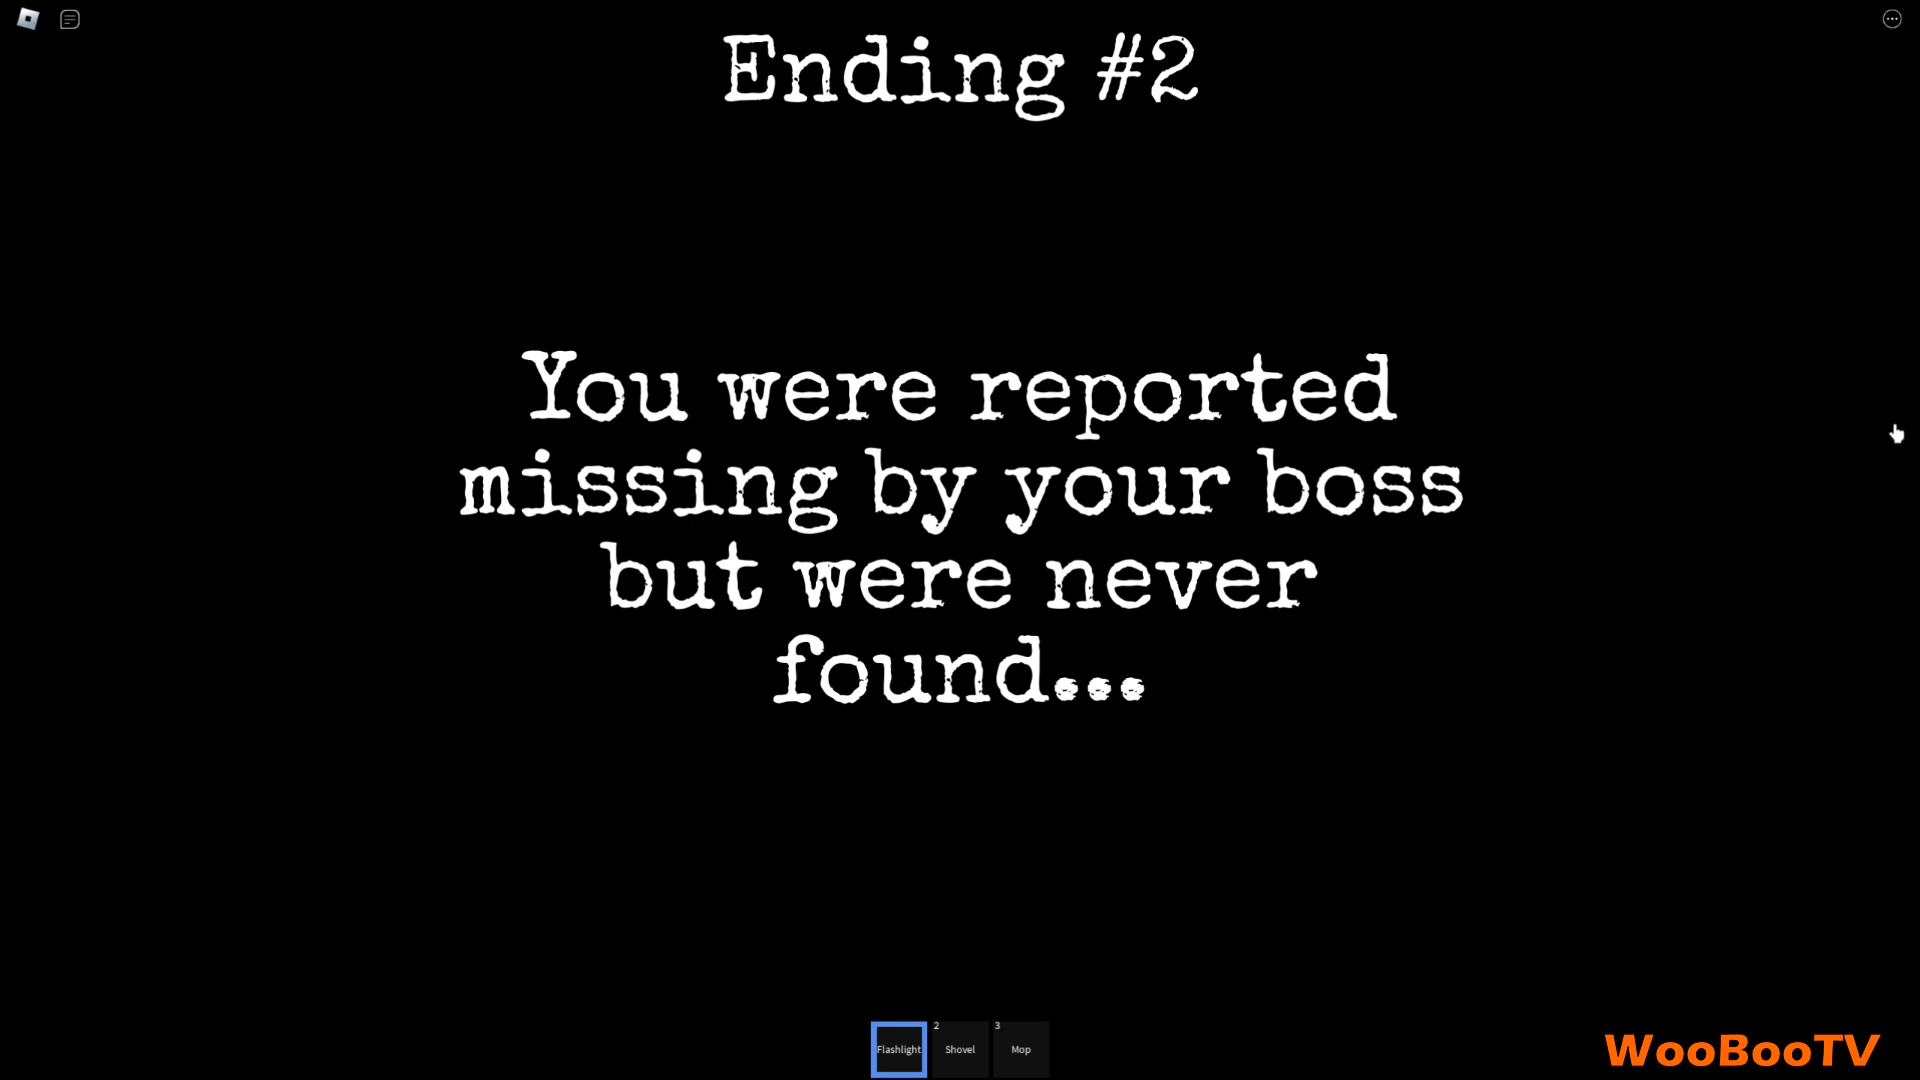 Ending #2
You were reported
missing by your boss
but were never
found...
Flashlight
2
Shovel
3
Mop
WooBooTV